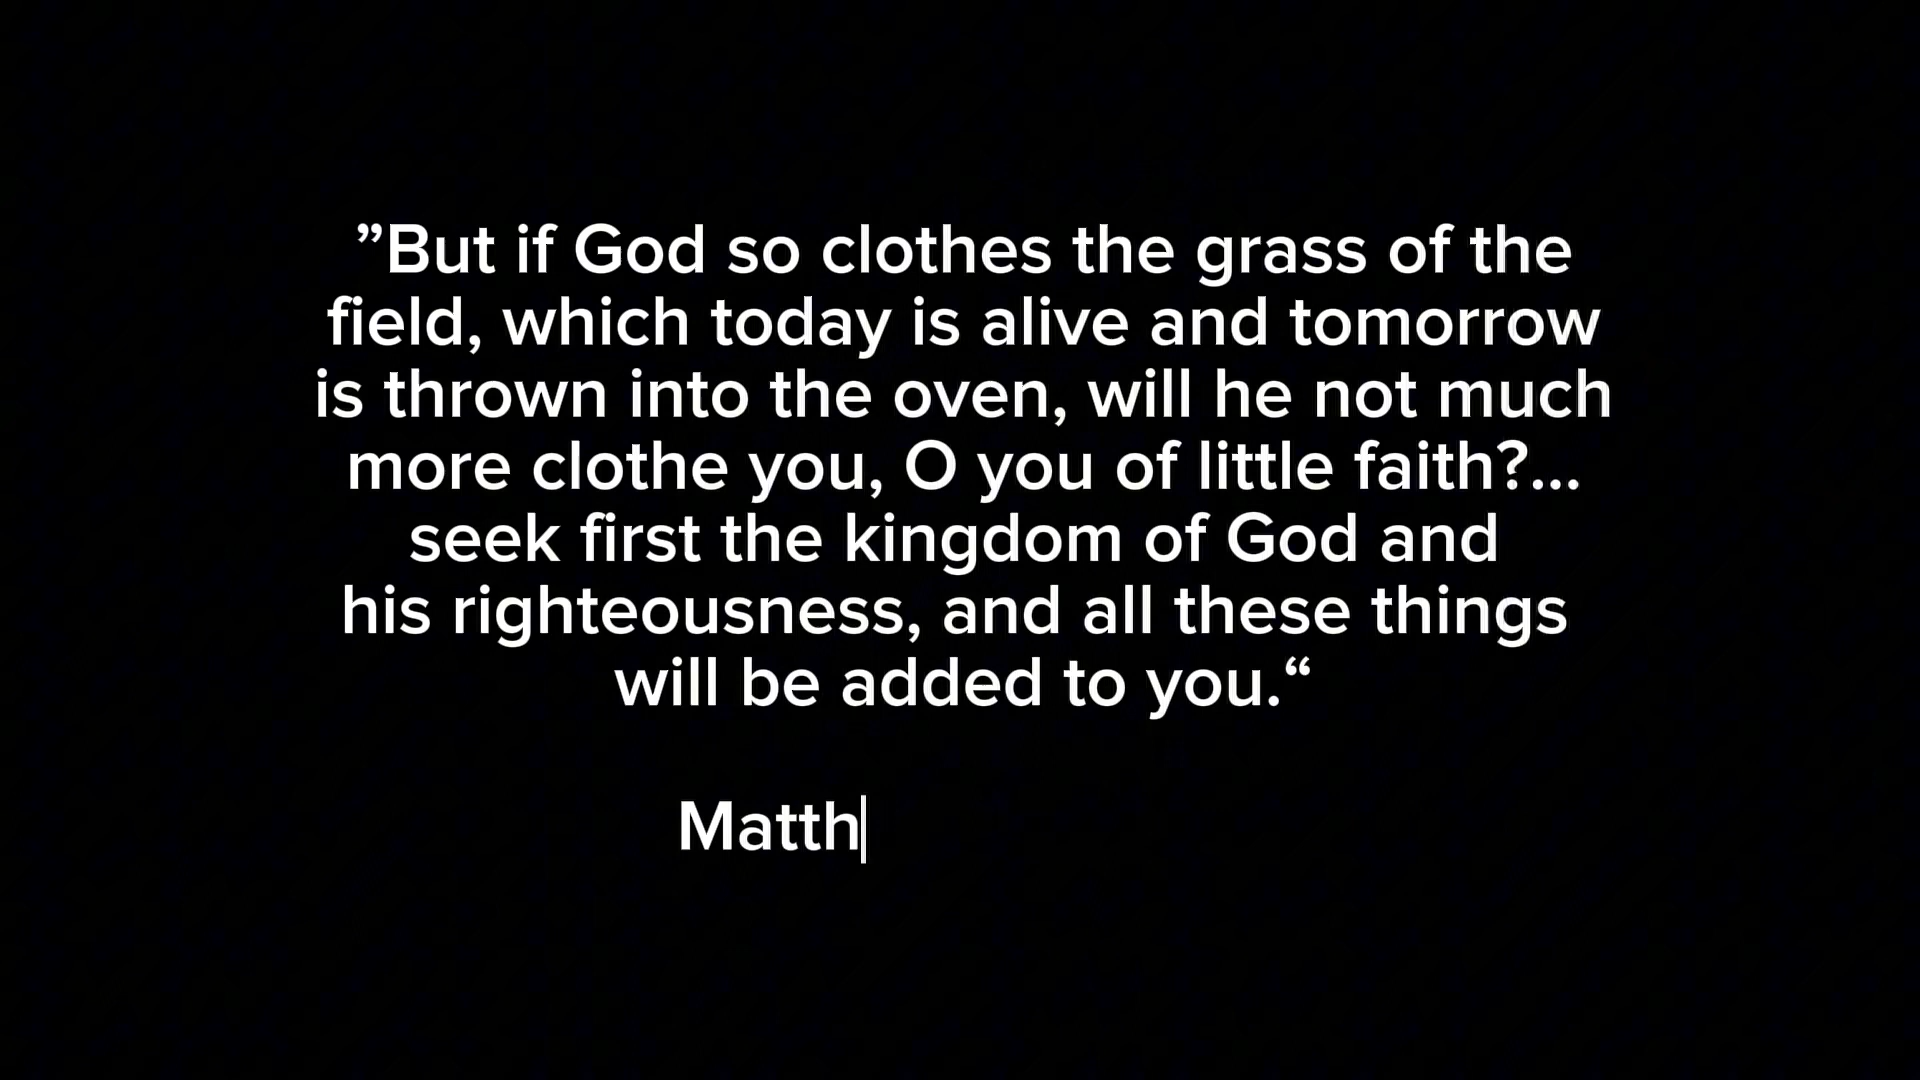 ”But if God so clothes the grass of the
field, which today is alive and tomorrow
is thrown into the oven, will he not much
more clothe you, O you of little faith?...
seek first the kingdom of God and
his righteousness, and all these things
will be added to you.“
Matth